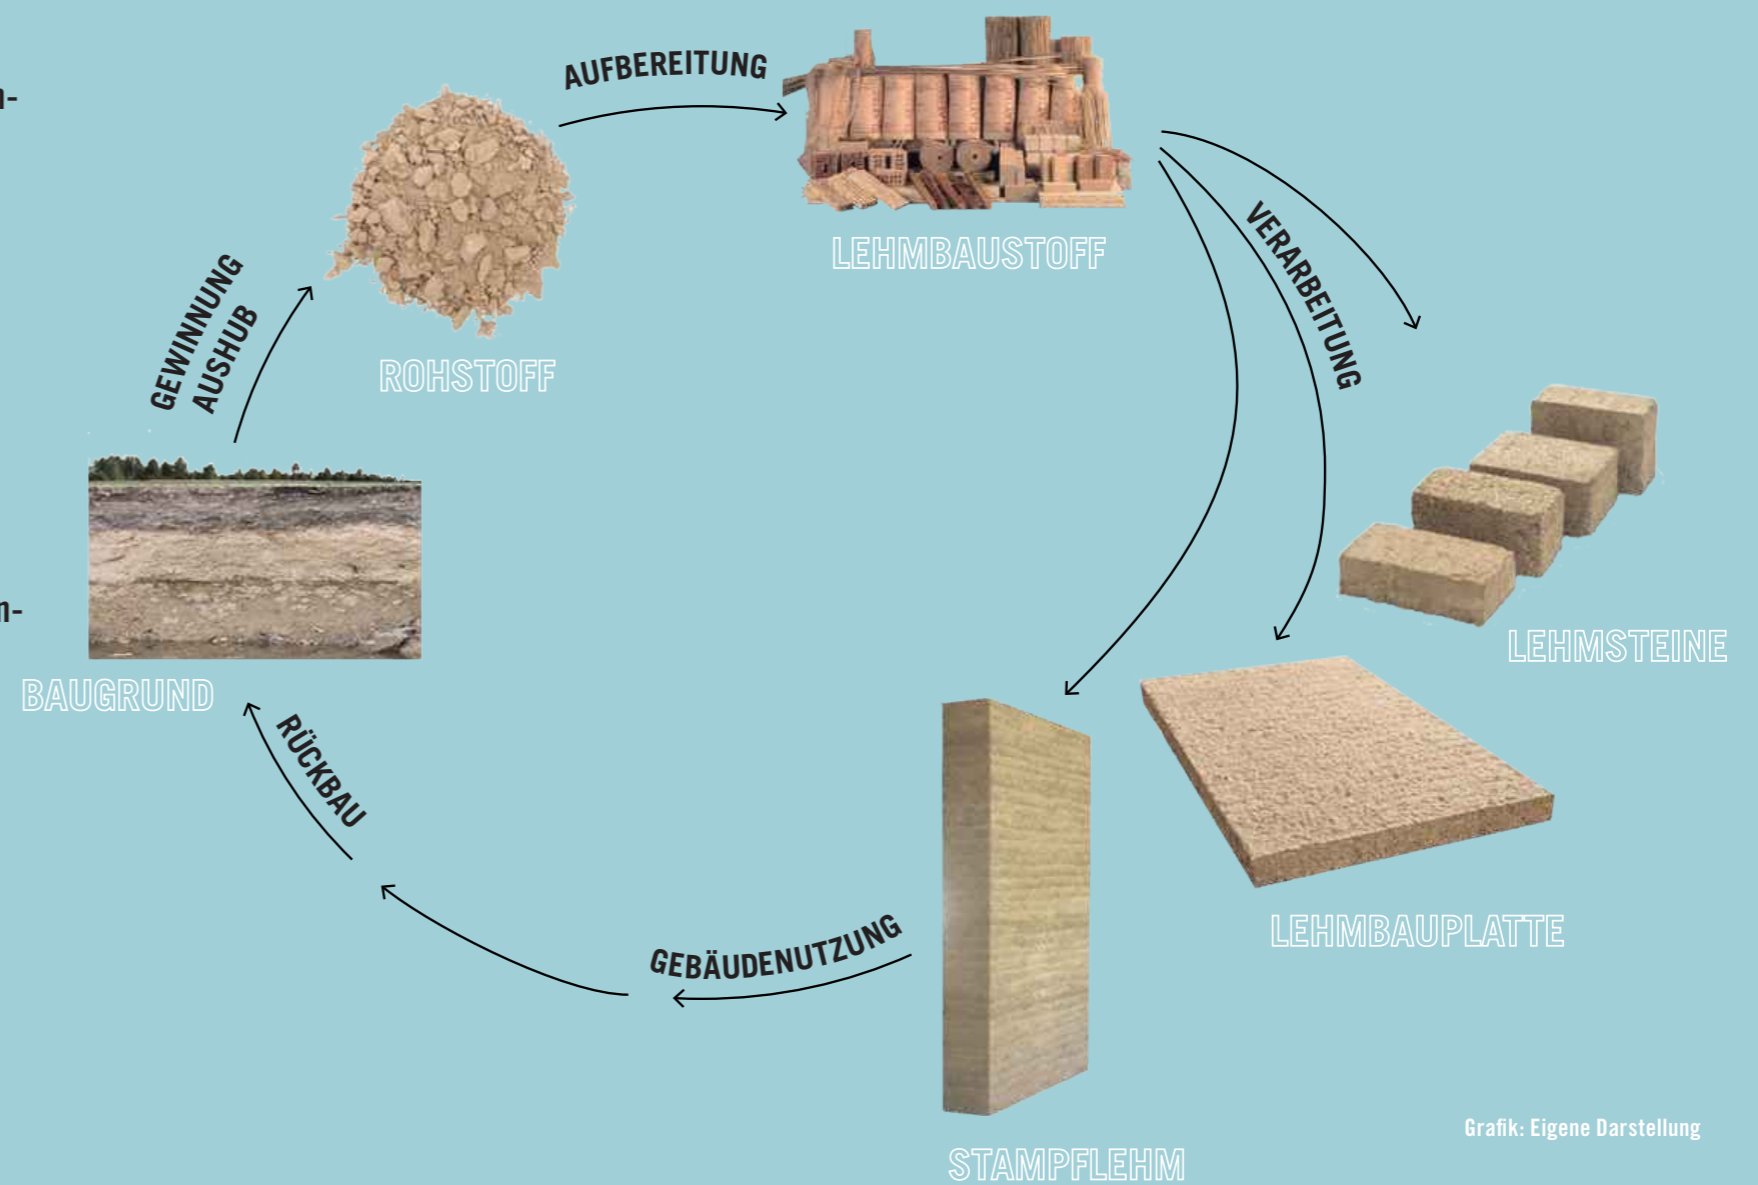 AUFBEREITUNG
LEHMBAUSTOFF
VERARBEITUNG
GEWINNUNG
AUSHUB
ROHSTOFF
LEHMSTEINE
BAUGRUND
RÜCKBAU
LEHMBAUPLATTE
GEBÄUDENUTZUNG
STAMPFLEHM
Grafik: Eigene Darstellung